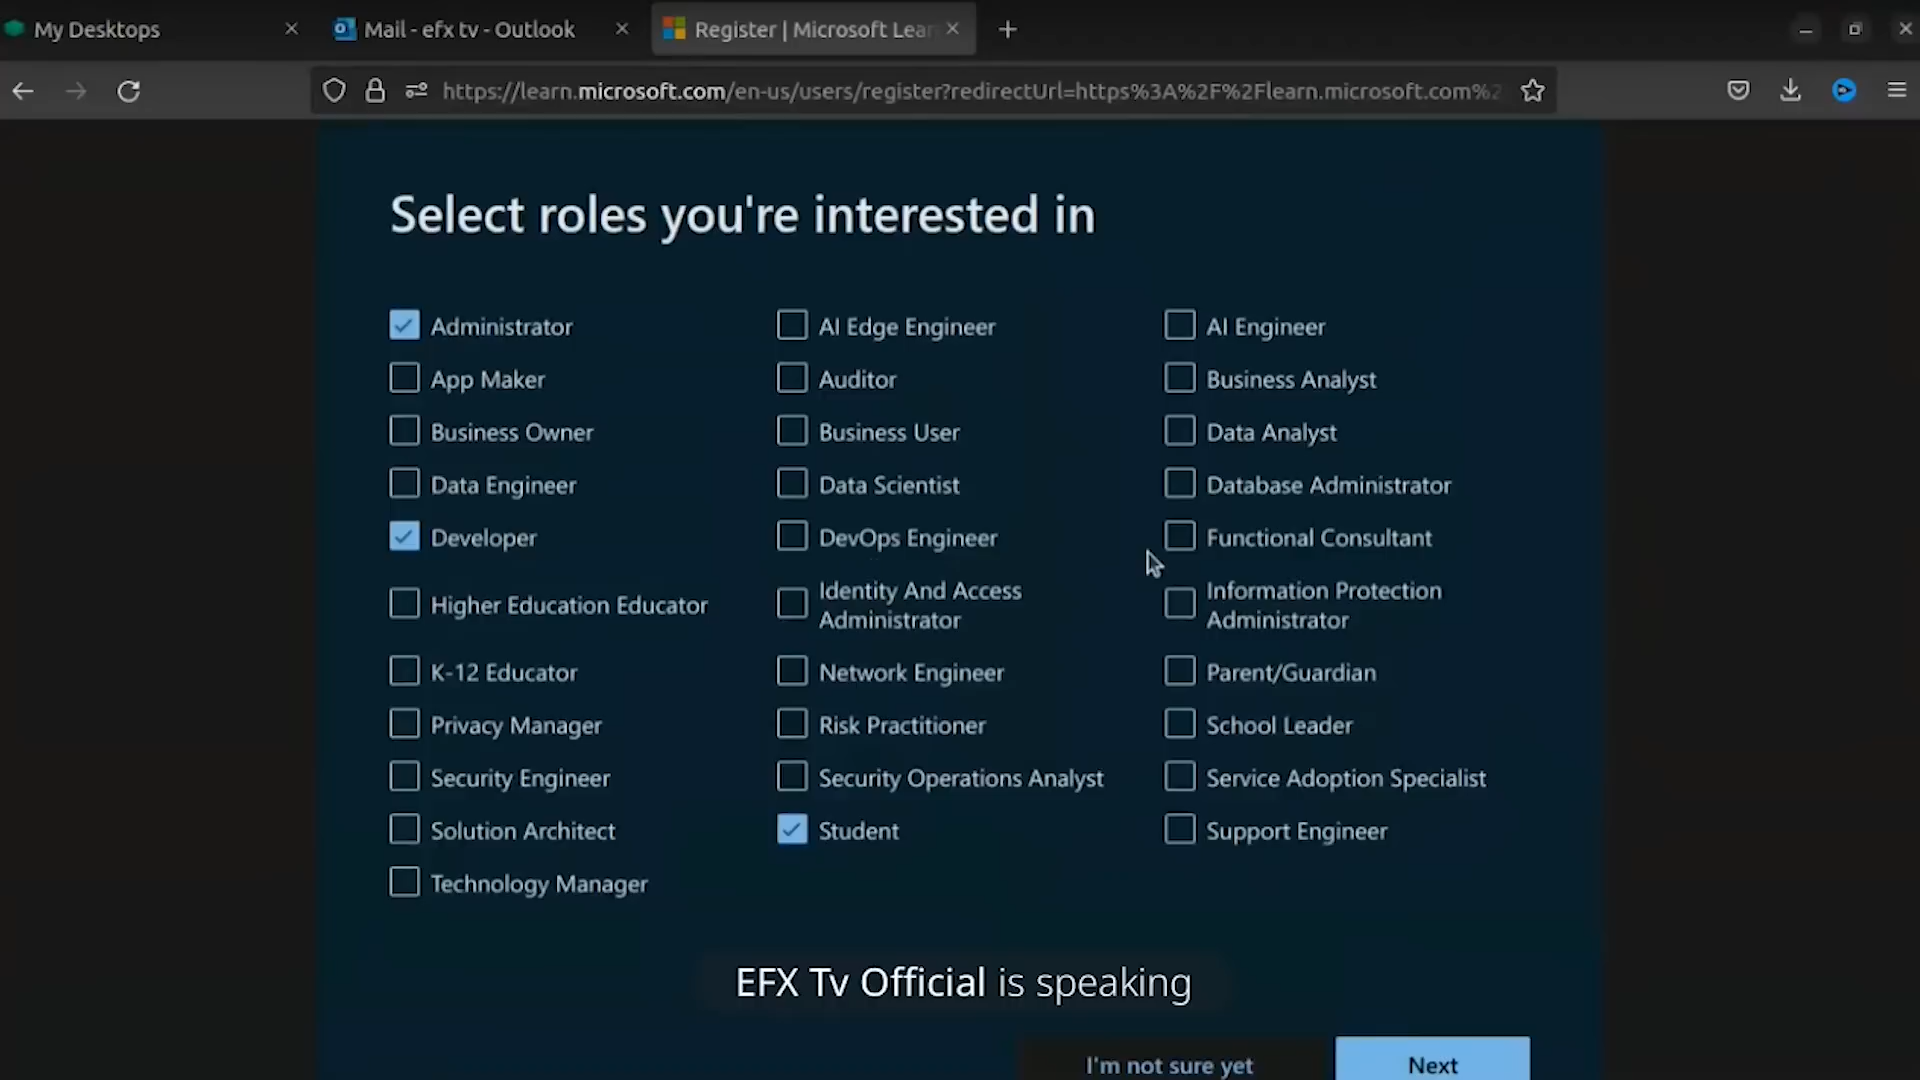 My Desktops
Mail - efx tv - Outlook
Register | Microsoft Lear
https://learn.microsoft.com/en-us/users/register?redirectUrl=https%3A%2F%2Flearn.microsoft.com%2
Select roles you're interested in
Administrator
AI Edge Engineer
AI Engineer
App Maker
Auditor
Business Analyst
Business Owner
Business User
Data Analyst
Data Engineer
Data Scientist
Database Administrator
Developer
DevOps Engineer
Functional Consultant
Higher Education Educator
Identity And Access
Administrator
Information Protection
Administrator
K-12 Educator
Network Engineer
Parent/Guardian
Privacy Manager
Risk Practitioner
School Leader
Security Engineer
Security Operations Analyst
Service Adoption Specialist
Solution Architect
Student
Support Engineer
Technology Manager
EFX Tv Official is speaking
I'm not sure yet
Next